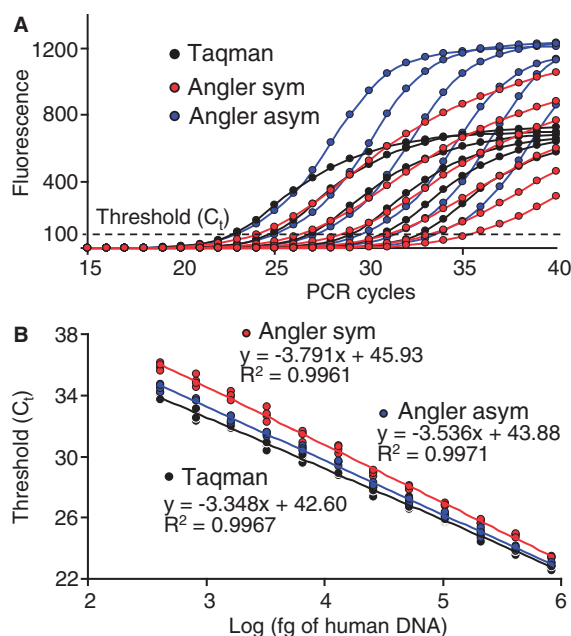 A
1200
800
400
100
Fluorescence
Taqman
Angler sym
Angler asym
Threshold (Ct)
15 20 25 30 35 40
PCR cycles
B
38
34
30
26
22
Threshold (Ct)
Angler sym
y = -3.791x + 45.93
R² = 0.9961
Angler asym
y = -3.536x + 43.88
R² = 0.9971
Taqman
y = -3.348x + 42.60
R² = 0.9967
2 3 4 5 6
Log (fg of human DNA)